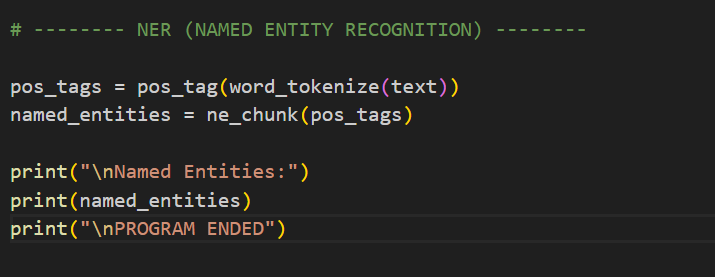 # -------- NER (NAMED ENTITY RECOGNITION) --------
pos_tags = pos_tag(word_tokenize(text))
named_entities = ne_chunk(pos_tags)
print("\nNamed Entities:")
print(named_entities)
print("\nPROGRAM ENDED")